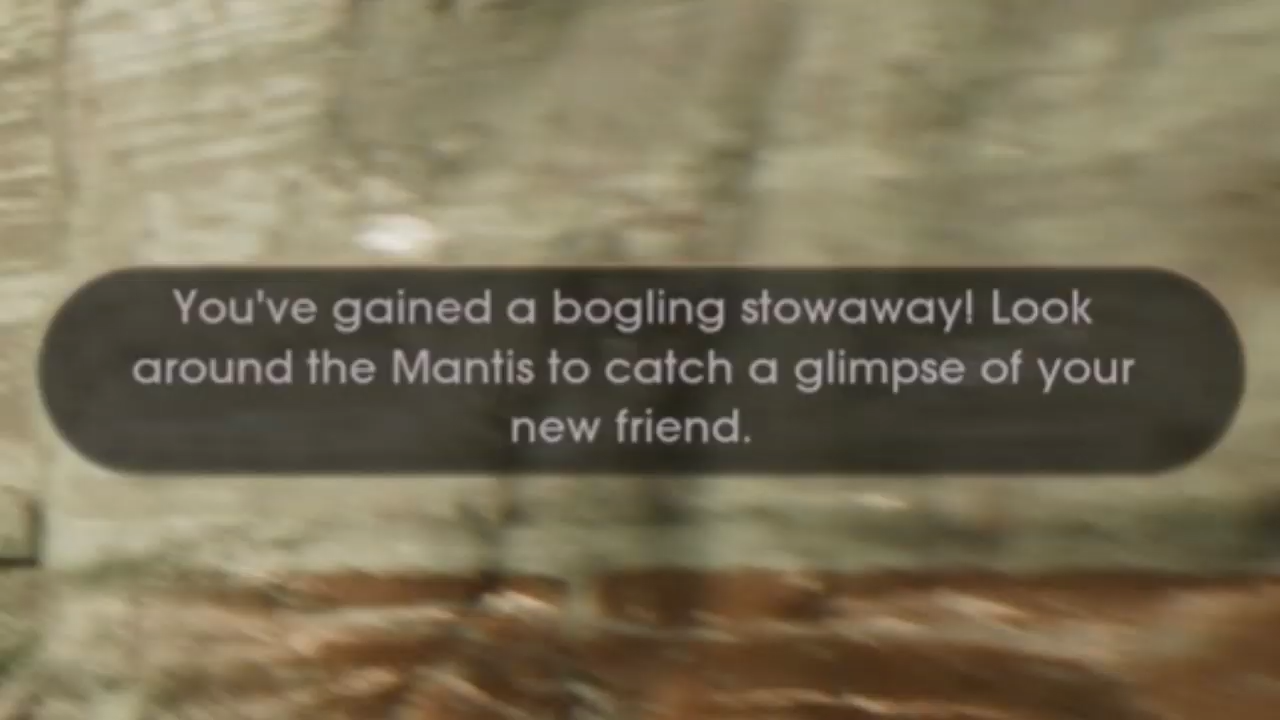 You've gained a bogling stowaway! Look
around the Mantis to catch a glimpse of your
new friend.